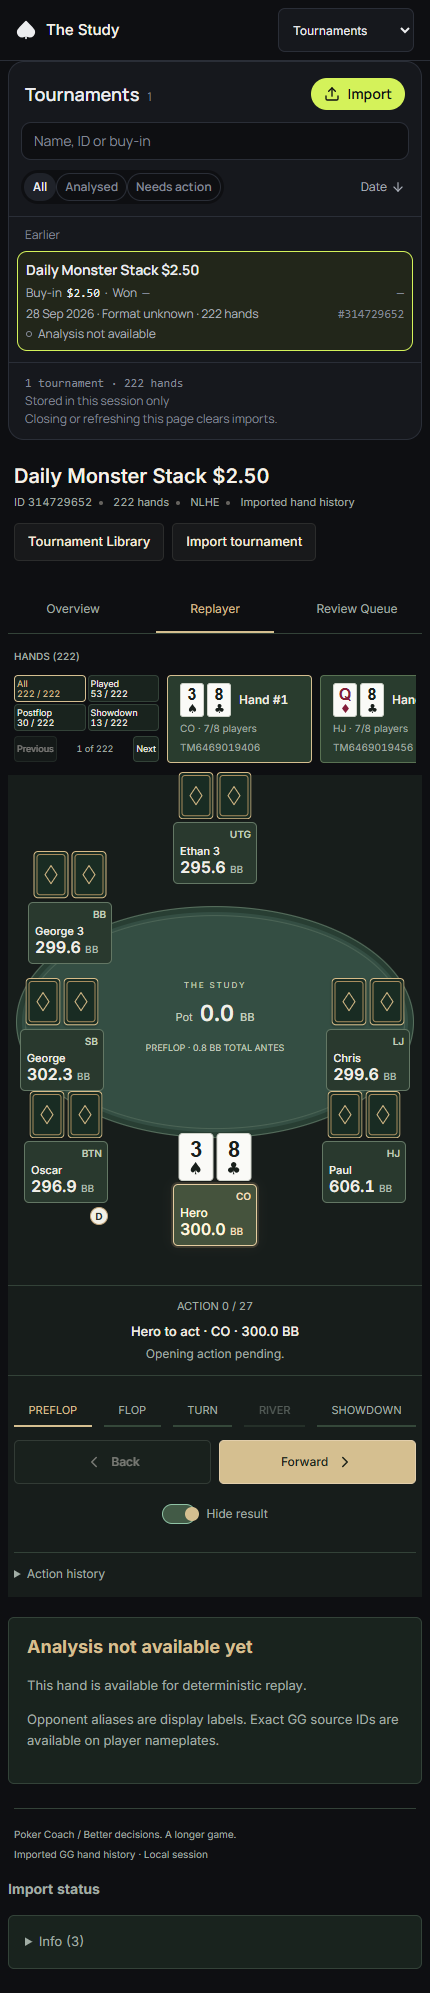 The Study
Tournaments
Tournaments 1
Import
Name, ID or buy-in
All
Analysed
Needs action
Date ↓
Earlier
Daily Monster Stack $2.50
Buy-in $2.50 · Won —
—
28 Sep 2026 · Format unknown · 222 hands
#314729652
Analysis not available
1 tournament · 222 hands
Stored in this session only
Closing or refreshing this page clears imports.
Daily Monster Stack $2.50
ID 314729652 • 222 hands • NLHE • Imported hand history
Tournament Library
Import tournament
Overview
Replayer
Review Queue
HANDS (222)
All
222 / 222
Played
53 / 222
Postflop
30 / 222
Showdown
13 / 222
Previous
1 of 222
Next
3♠
8♣
Hand #1
CO · 7/8 players
TM6469019406
Q♦
8♣
Han
HJ · 7/8 players
TM6469019456
UTG
Ethan 3
295.6 BB
BB
George 3
299.6 BB
THE STUDY
Pot 0.0 BB
PREFLOP · 0.8 BB TOTAL ANTES
SB
George
302.3 BB
LJ
Chris
299.6 BB
BTN
Oscar
296.9 BB
D
3♠
8♣
CO
Hero
300.0 BB
HJ
Paul
606.1 BB
ACTION 0 / 27
Hero to act · CO · 300.0 BB
Opening action pending.
PREFLOP
FLOP
TURN
RIVER
SHOWDOWN
Back
Forward
Hide result
Action history
Analysis not available yet
This hand is available for deterministic replay.
Opponent aliases are display labels. Exact GG source IDs are
available on player nameplates.
Poker Coach / Better decisions. A longer game.
Imported GG hand history · Local session
Import status
Info (3)